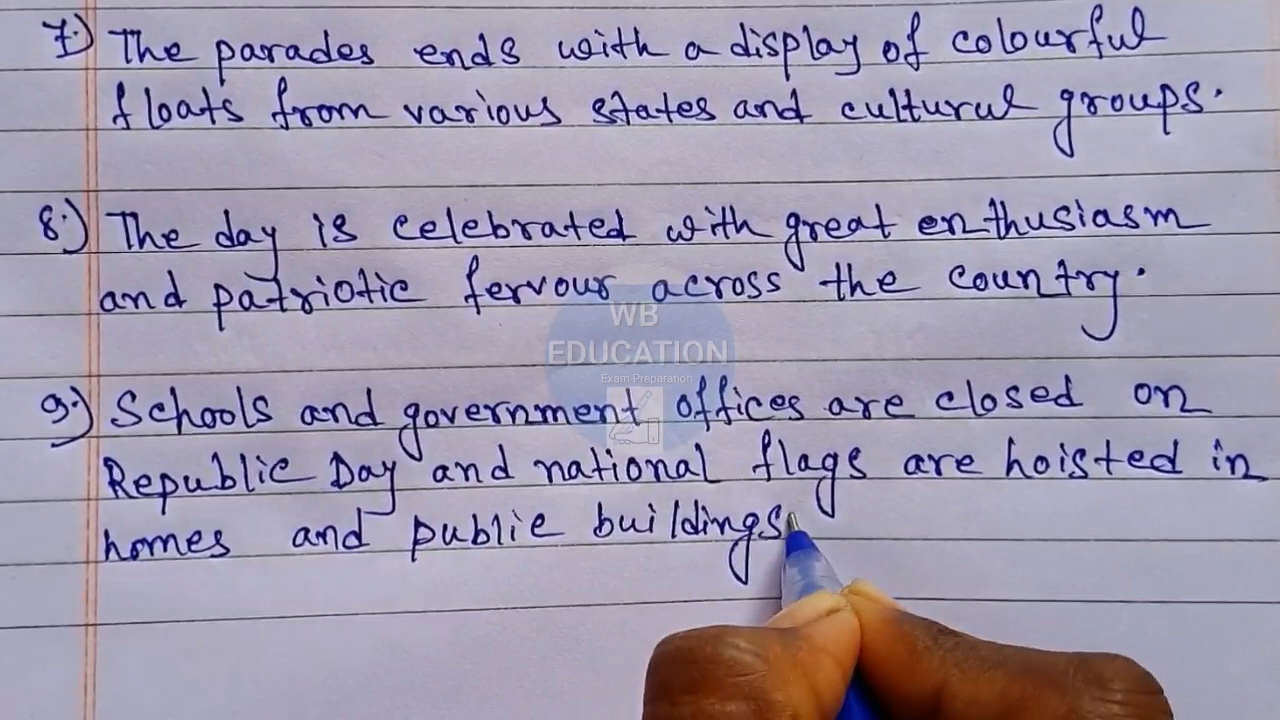 7.) The parades ends with a display of colourful
floats from various states and cultural groups.
8.) The day is celebrated with great enthusiasm
and patriotic fervour across the country.
WB
EDUCATION
Exam Preparation
9.) Schools and government offices are closed on
Republic Day and national flags are hoisted in
homes and public buildings